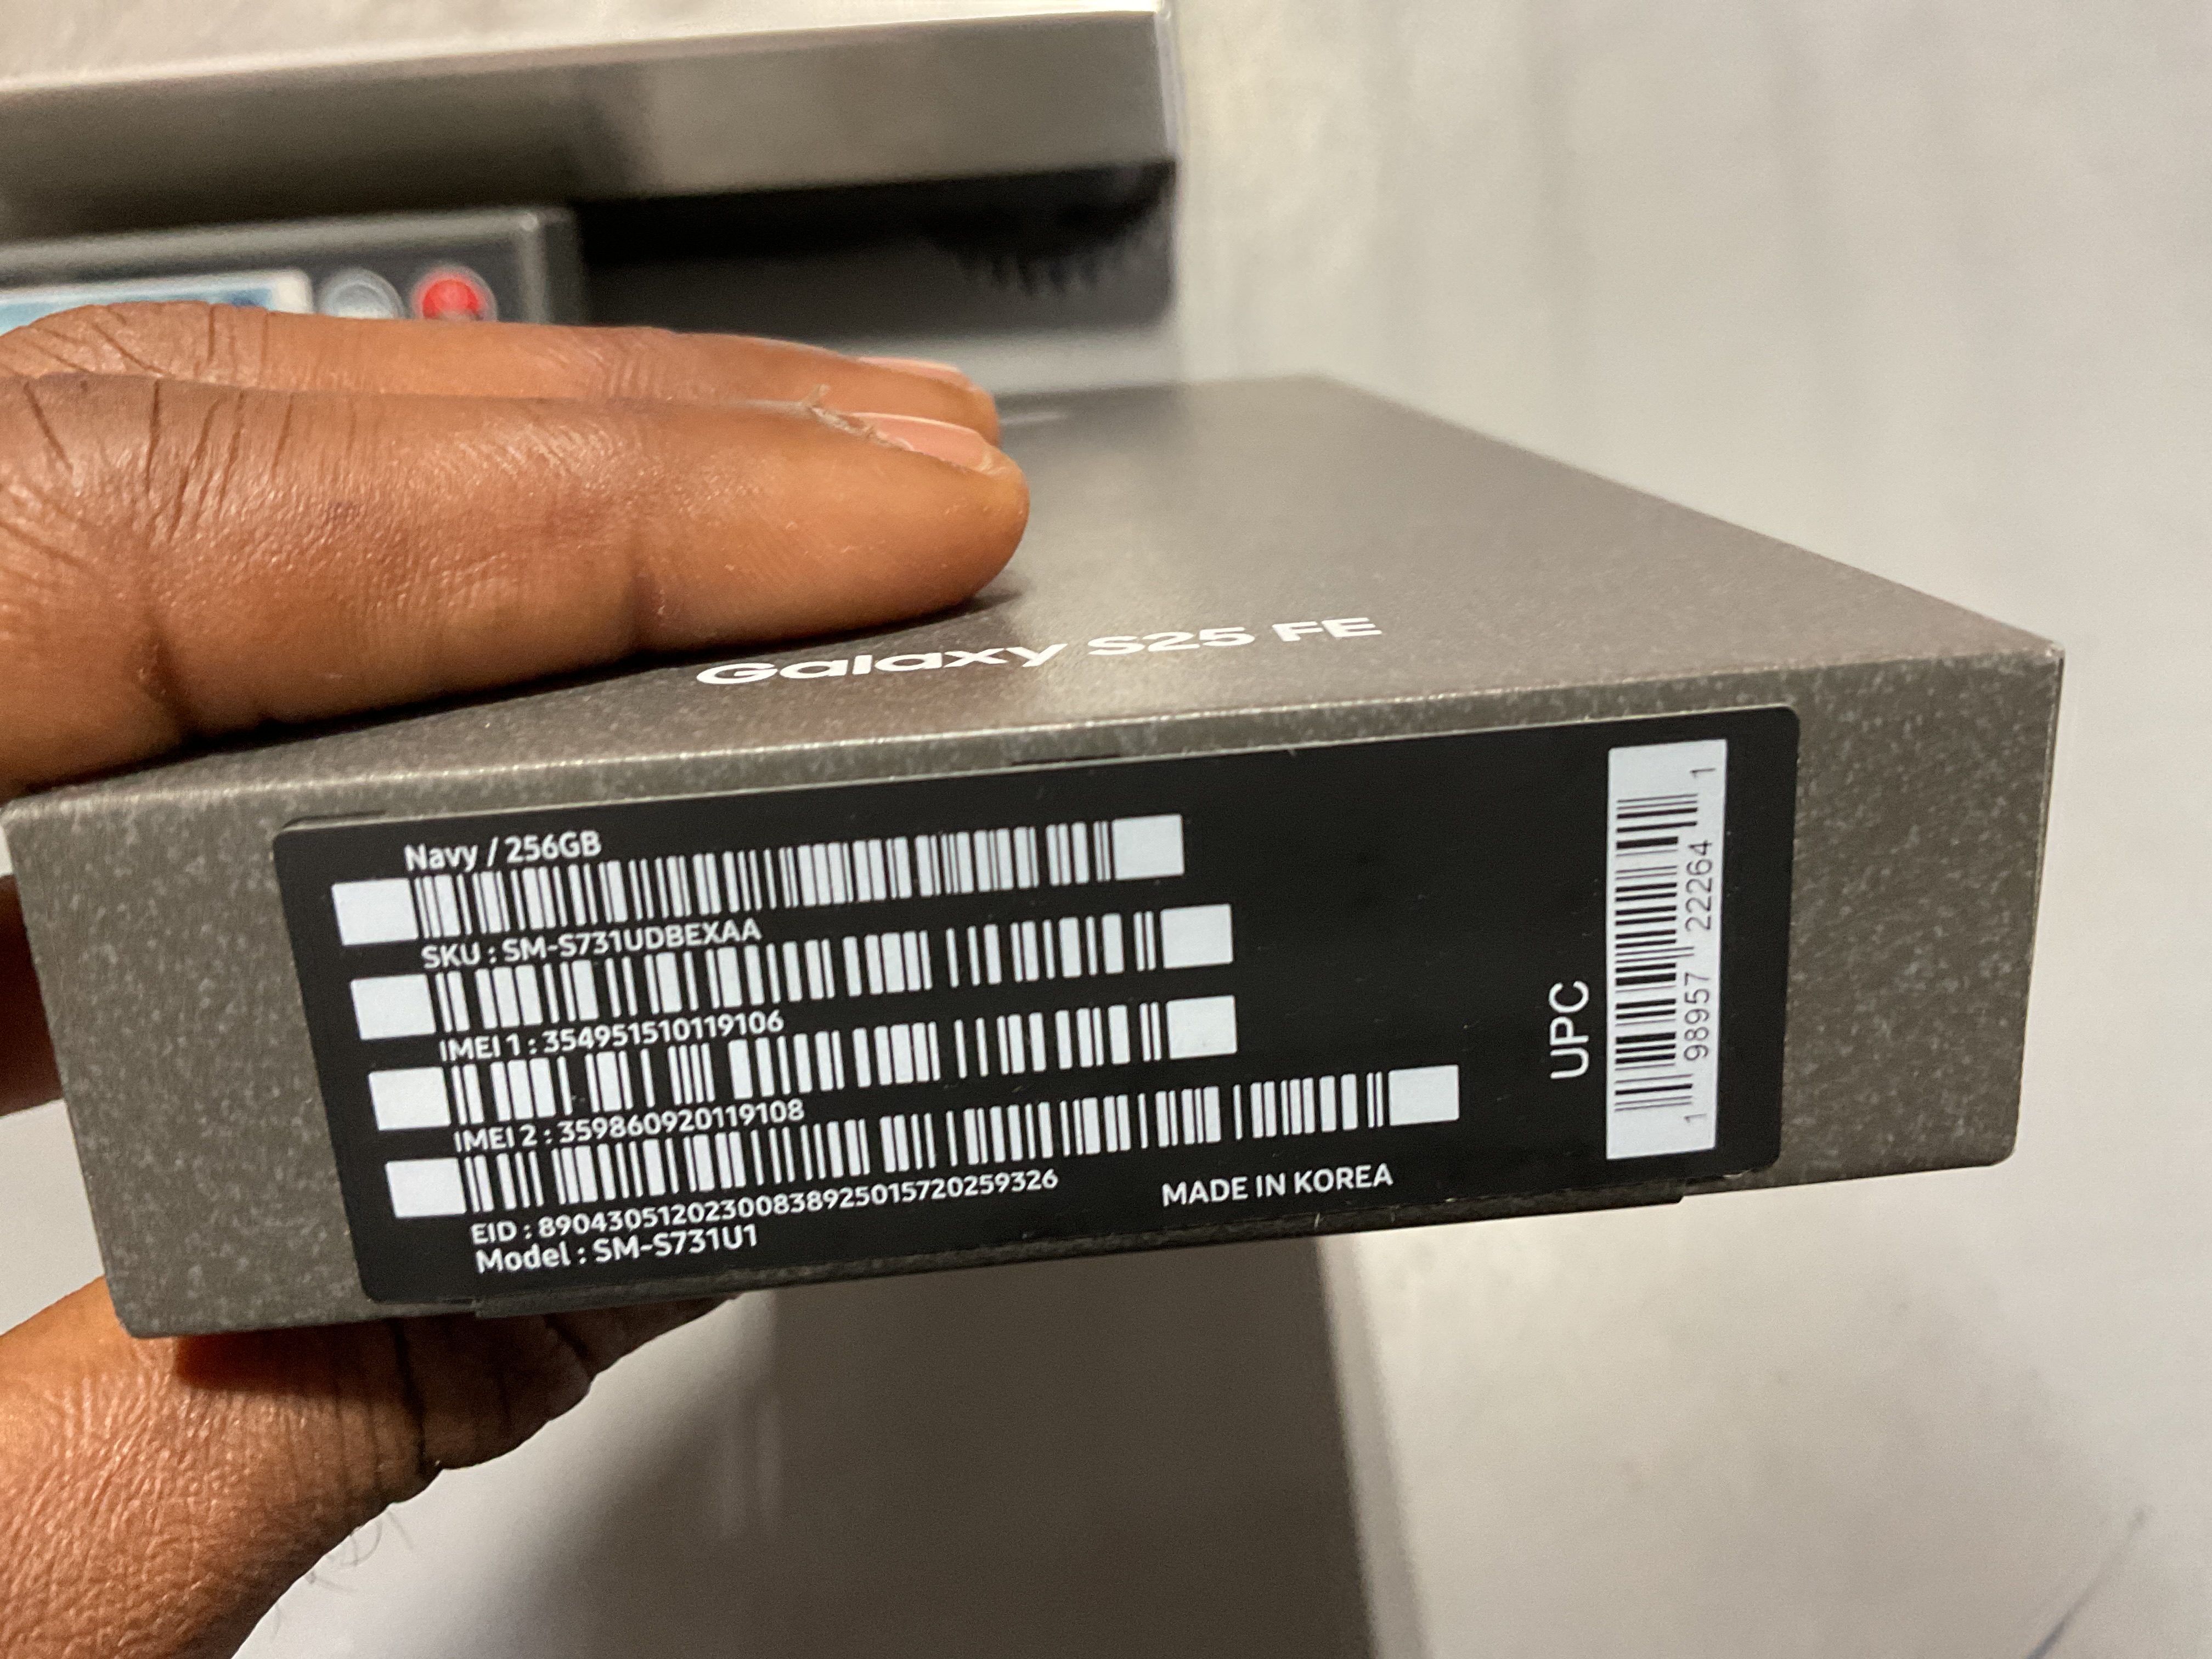 Galaxy S25 FE
Navy / 256GB
SKU : SM-S731UDBEXAA
IMEI 1 : 354951510119106
IMEI 2 : 359860920119108
EID : 89043051202300838925015720259326
Model : SM-S731U1
MADE IN KOREA
UPC
1 98957 22264 1